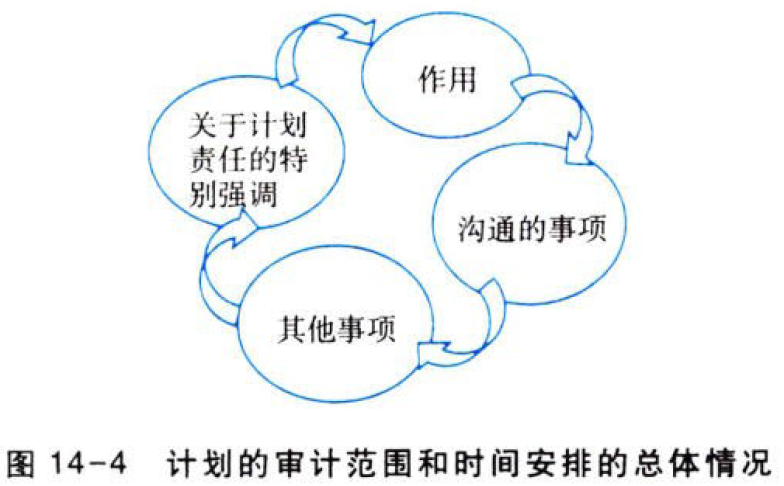 作用
沟通的事项
其他事项
关于计划
责任的特
别强调
图 14-4 计划的审计范围和时间安排的总体情况